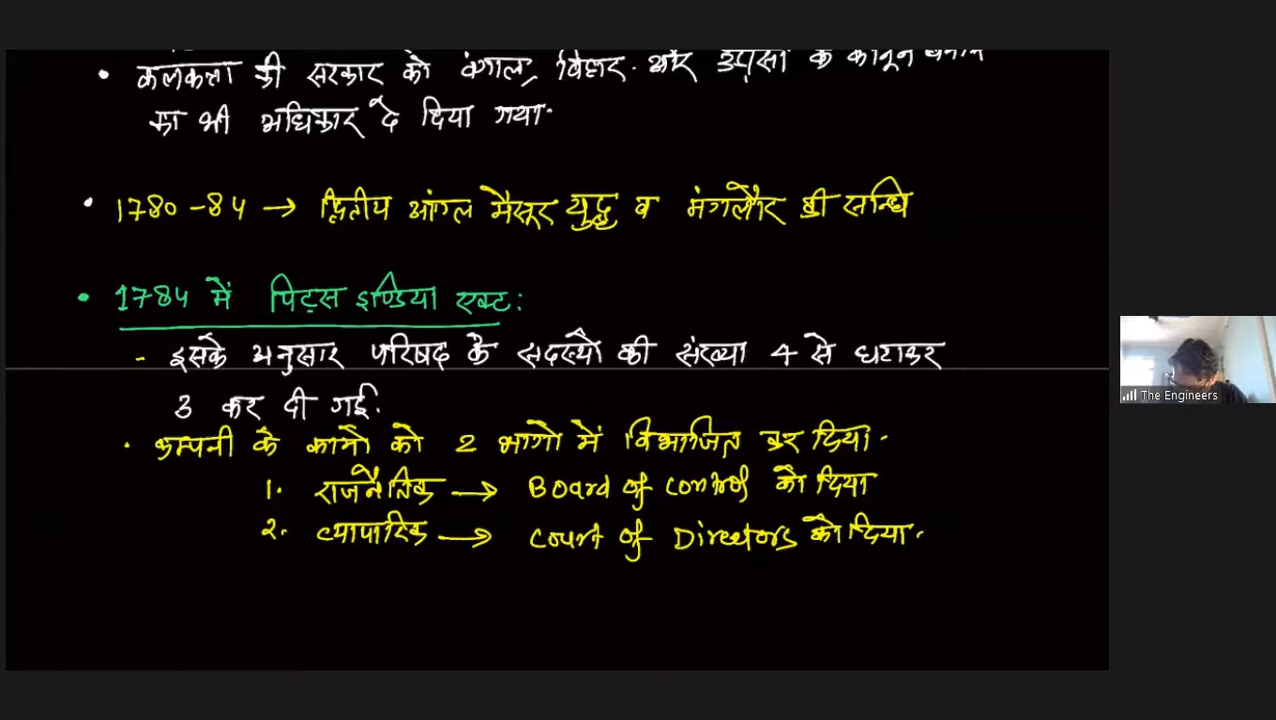 • कलकत्ता की सरकार को बंगाल, बिहार और उड़ीसा के कानून बनाने
का भी अधिकार दे दिया गया.
• 1780-84 → द्वितीय आंग्ल मैसूर युद्ध व मंगलौर की सन्धि
• 1784 में पिट्स इण्डिया एक्ट:
- इसके अनुसार परिषद के सदस्यो की संख्या 4 से घटाकर
3 कर दी गई.
• कम्पनी के कामो को 2 भागो में विभाजित कर दिया.
1. राजनैतिक → Board of control को दिया
2. व्यापारिक → Court of Directors को दिया.
The Engineers